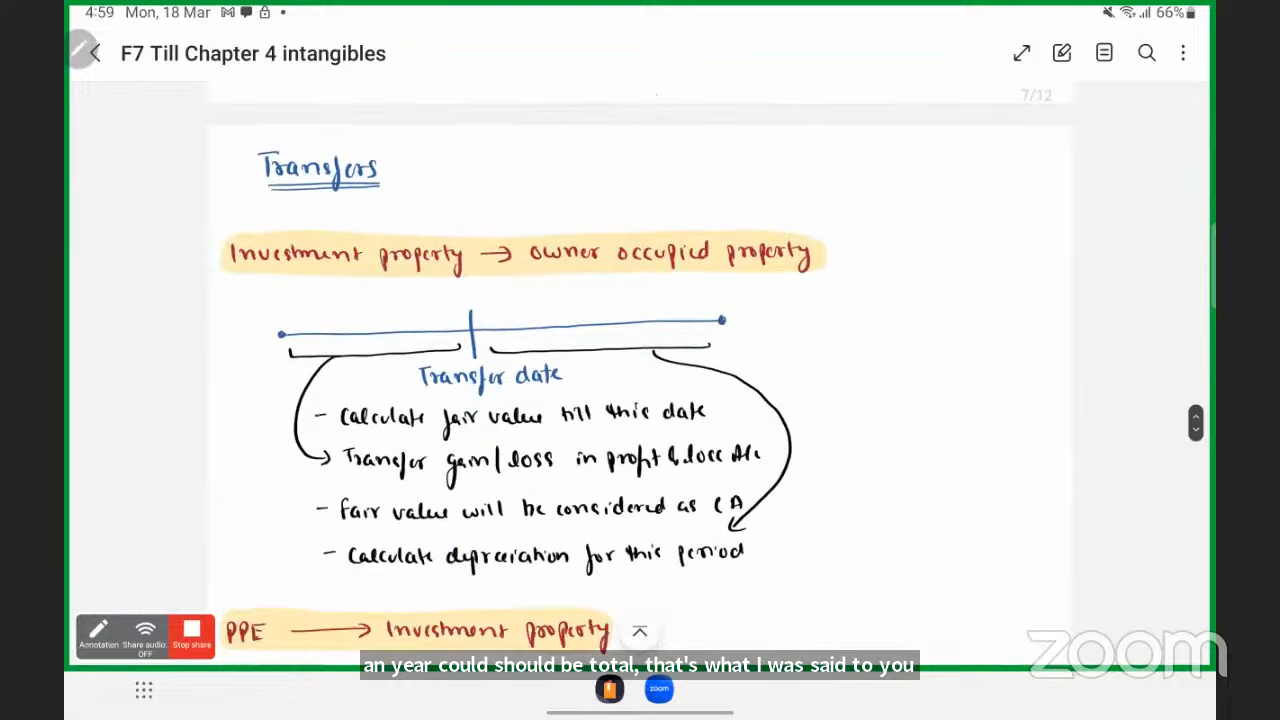 4:59 Mon, 18 Mar
66%
F7 Till Chapter 4 intangibles
7/12
Transfers
Investment property → owner occupied property
Transfer date
- Calculate fair value till this date
Transfer gain/loss in profit & loss A/c
- Fair value will be considered as CA
- Calculate depreciation for this period
PPE → Investment property
Annotation
Share audio: OFF
Stop share
zoom
an year could should be total, that's what I was said to you
zoom